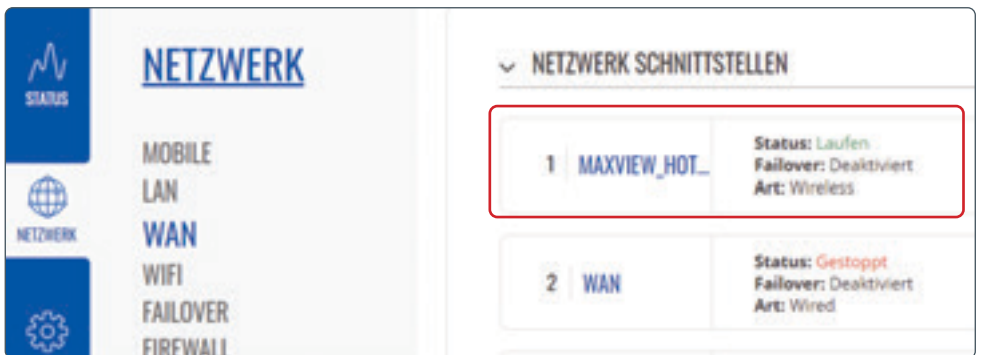 STATUS
NETZWERK
NETZWERK
MOBILE
LAN
WAN
WIFI
FAILOVER
FIREWALL
NETZWERK SCHNITTSTELLEN
1 MAXVIEW_HOT...
Status: Laufen
Failover: Deaktiviert
Art: Wireless
2 WAN
Status: Gestoppt
Failover: Deaktiviert
Art: Wired